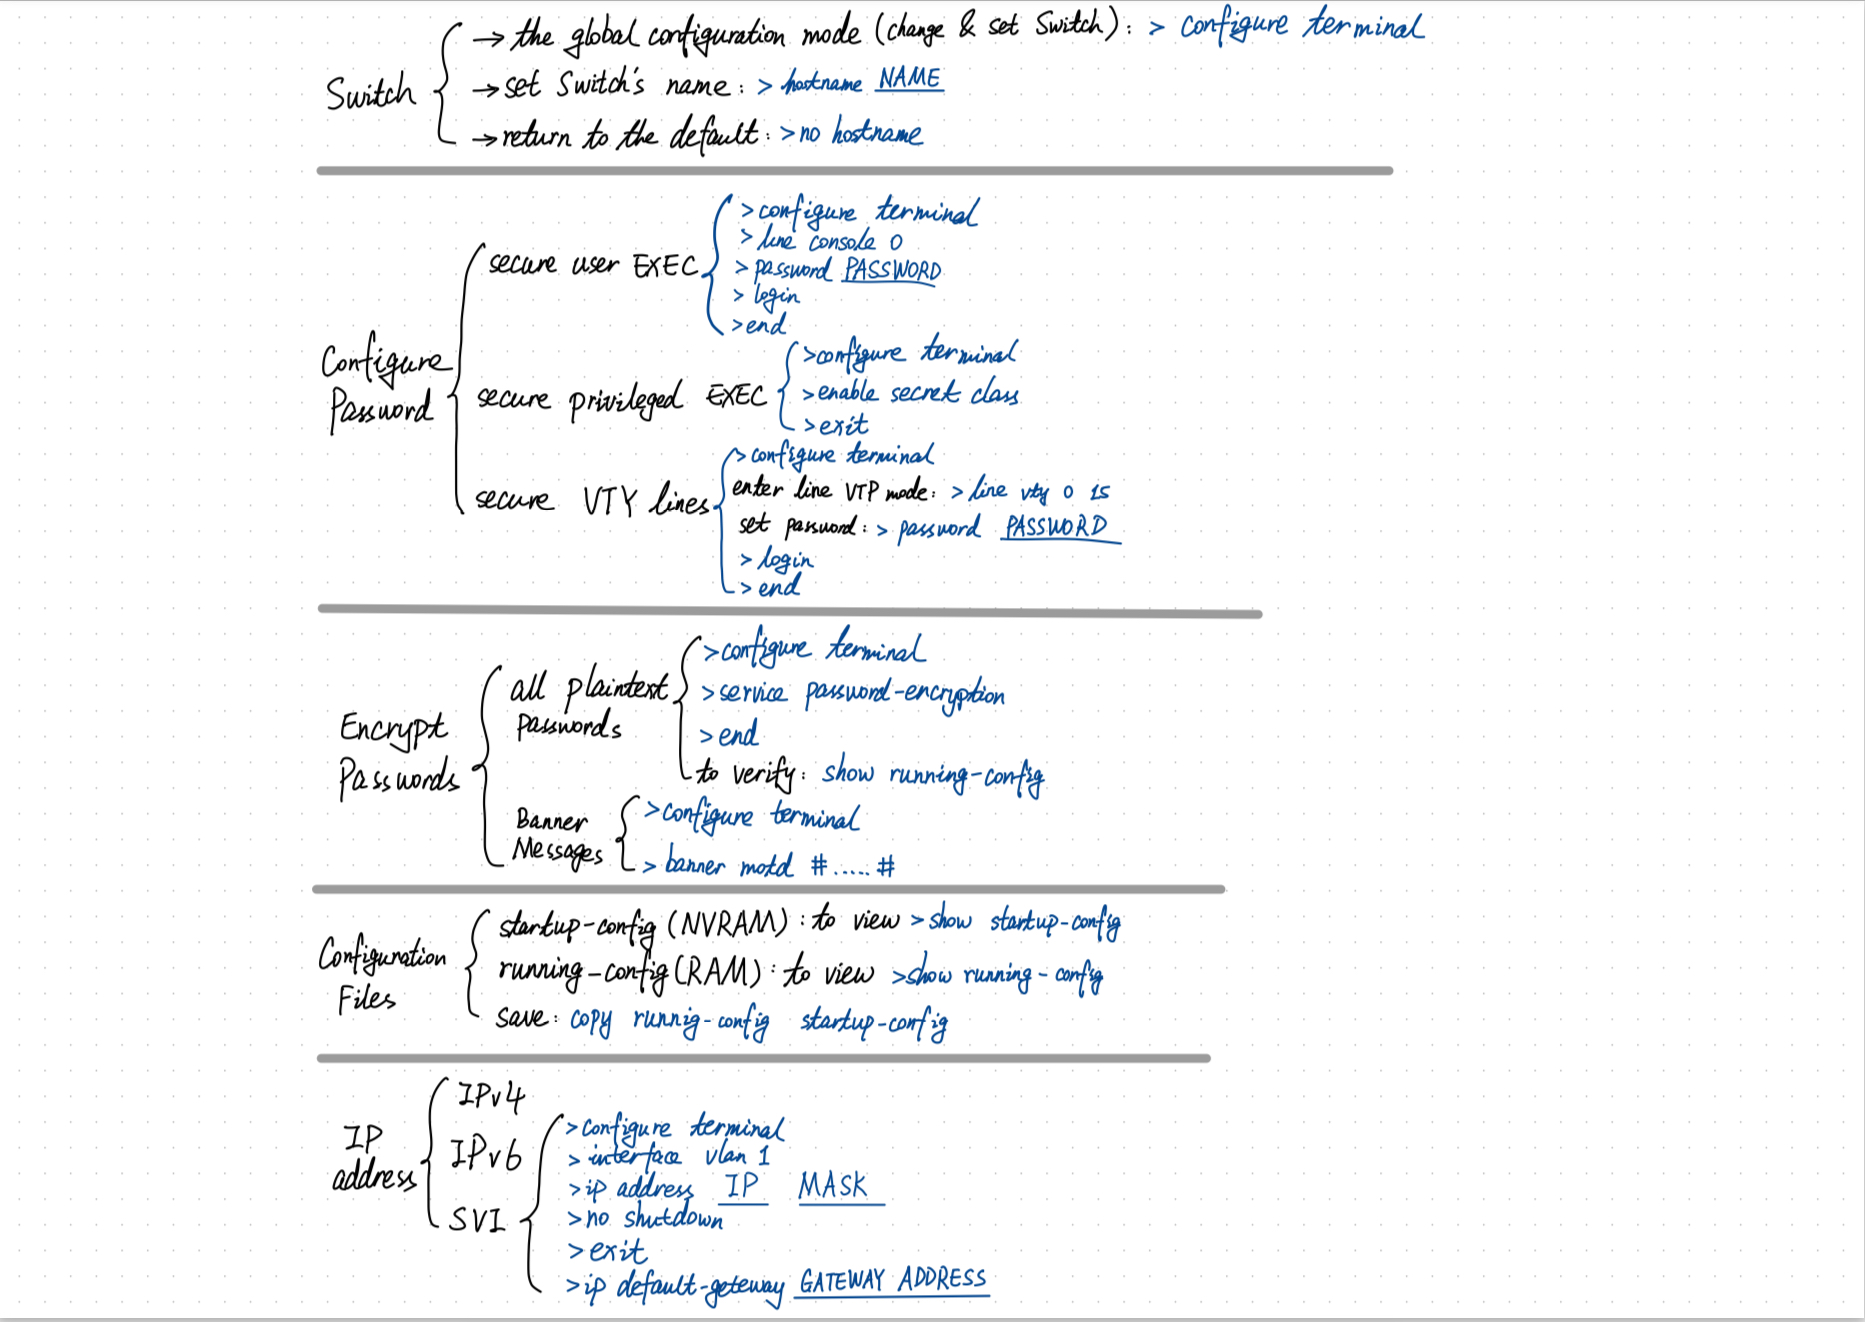 → the global configuration mode (change & set Switch): > configure terminal
Switch
→ set Switch's name: > hostname NAME
→ return to the default: > no hostname
> configure terminal
> line console 0
secure user EXEC
> password PASSWORD
> login
> end
Configure
Password
> configure terminal
secure privileged EXEC
> enable secret class
> exit
> configure terminal
secure VTY lines
enter line VTP mode: > line vty 0 15
set password: > password PASSWORD
> login
> end
> configure terminal
all plaintext
passwords
> service password-encryption
Encrypt
Passwords
> end
to verify: show running-config
Banner
Messages
> configure terminal
> banner motd #.....#
startup-config (NVRAM): to view > show startup-config
Configuration
Files
running-config (RAM): to view > show running-config
save: copy runnig-config startup-config
IPv4
IP
address
IPv6
> configure terminal
> interface vlan 1
> ip address IP MASK
SVI
> no shutdown
> exit
> ip default-geteway GATEWAY ADDRESS